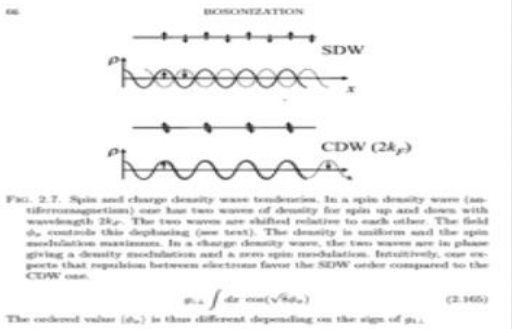 66 BOSONIZATION
SDW
ρ
x
CDW (2k_F)
ρ
FIG. 2.7. Spin and charge density wave tendencies. In a spin density wave (an-
tiferromagnetism) one has two waves of density for spin up and down with
wavelength 2k_F. The two waves are shifted relative to each other. The field
ϕ_σ controls this dephasing (see text). The density is uniform and the spin
modulation maximum. In a charge density wave, the two waves are in phase
giving a density modulation and a zero spin modulation. Intuitively, one ex-
pects that repulsion between electrons favor the SDW order compared to the
CDW one.
g_{1⊥} ∫ dx cos(√8ϕ_σ) (2.165)
The ordered value ⟨ϕ_σ⟩ is thus different depending on the sign of g_{1⊥}